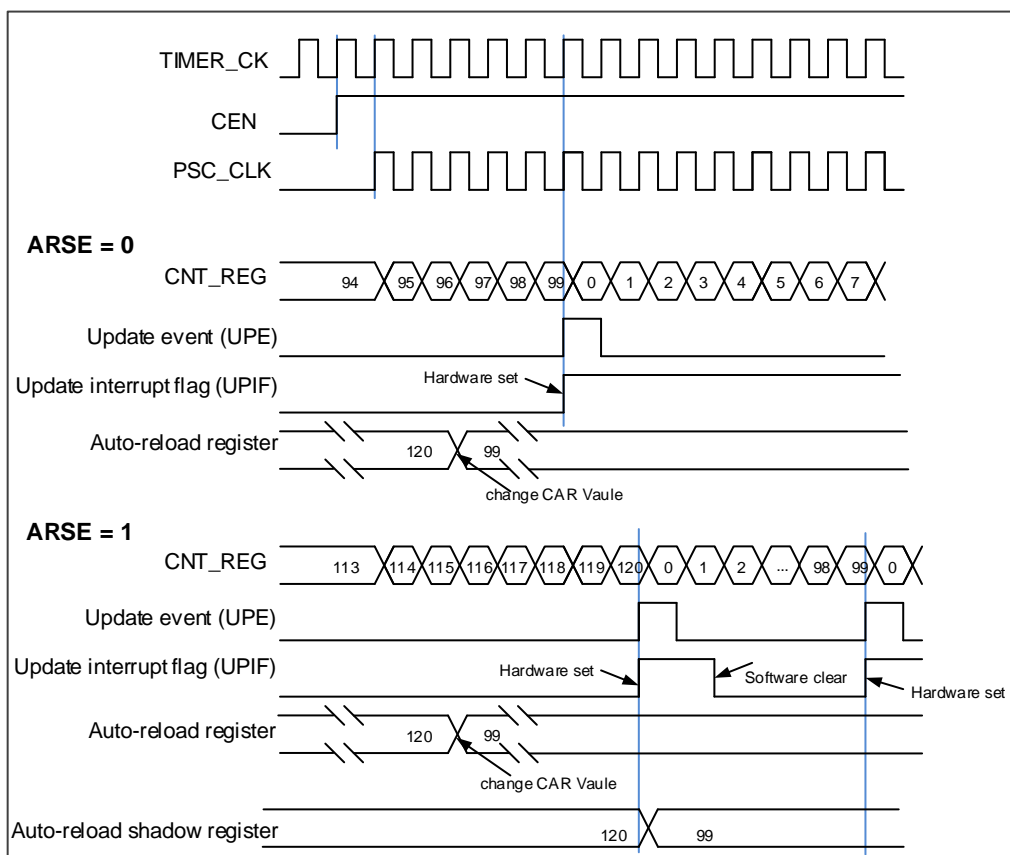 TIMER_CK
CEN
PSC_CLK
ARSE = 0
CNT_REG 94 95 96 97 98 99 0 1 2 3 4 5 6 7
Update event (UPE)
Update interrupt flag (UPIF) Hardware set
Auto-reload register 120 99
change CAR Vaule
ARSE = 1
CNT_REG 113 114 115 116 117 118 119 120 0 1 2 ... 98 99 0
Update event (UPE)
Update interrupt flag (UPIF) Hardware set Software clear Hardware set
Auto-reload register 120 99
change CAR Vaule
Auto-reload shadow register 120 99